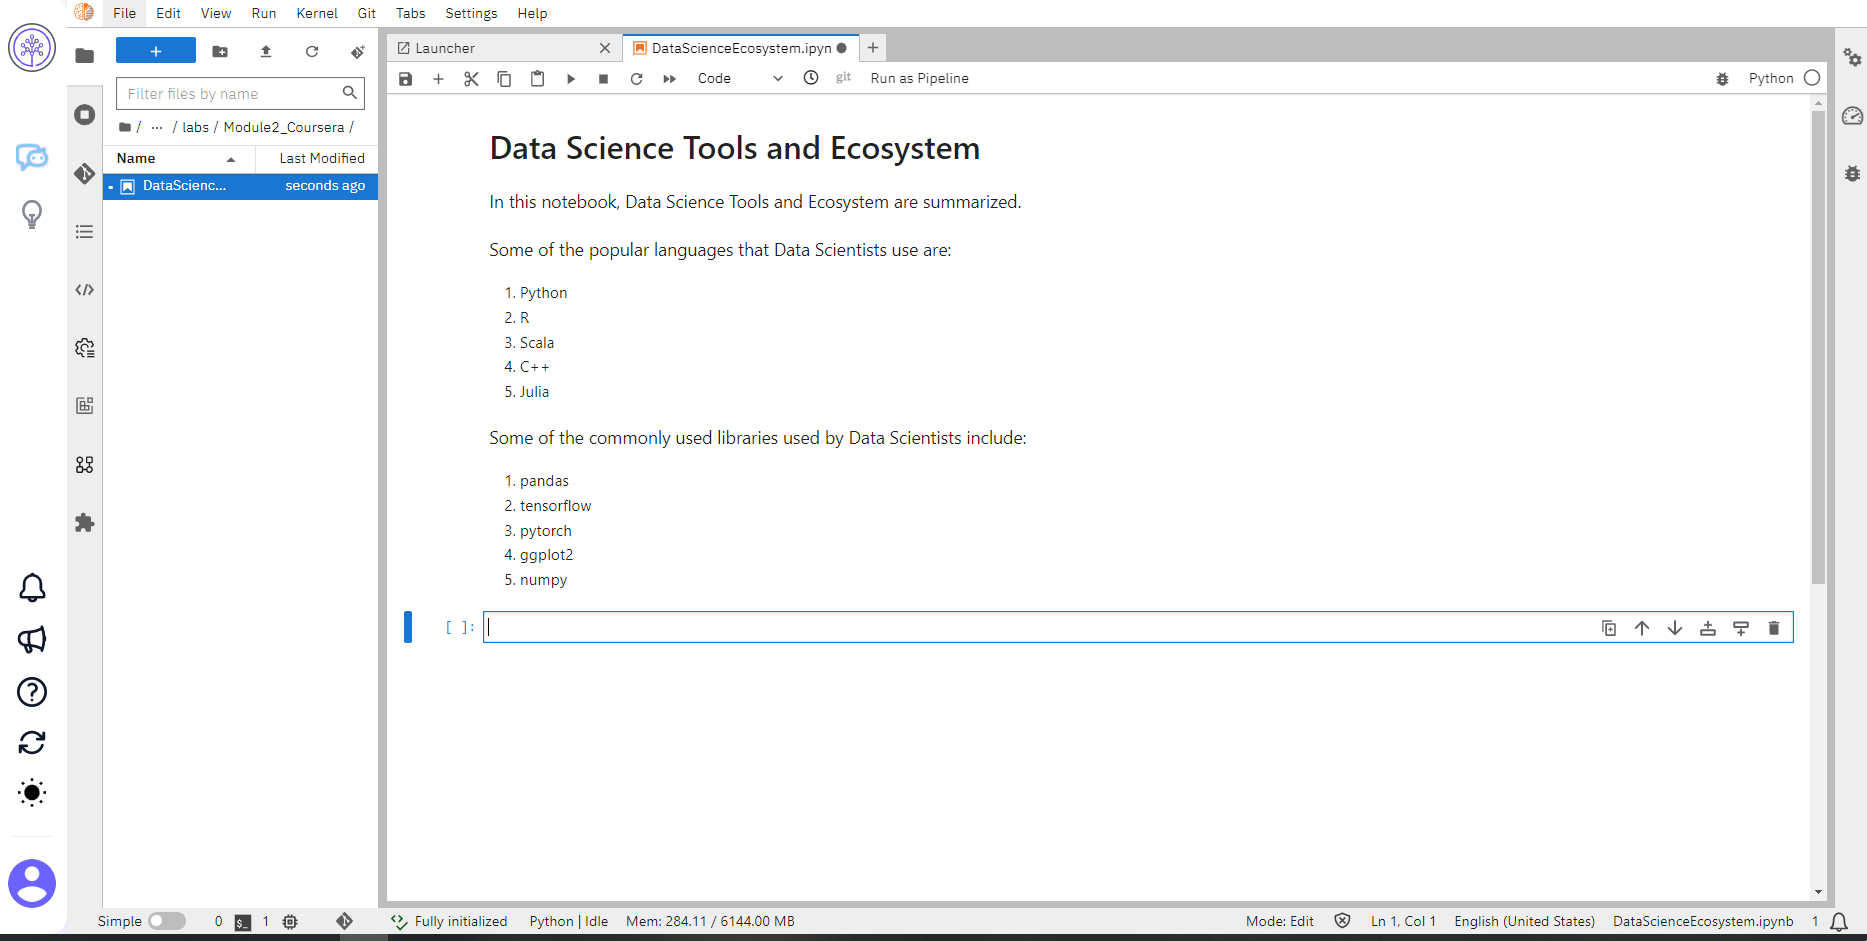 File Edit View Run Kernel Git Tabs Settings Help
Launcher DataScienceEcosystem.ipyn
Code git Run as Pipeline Python
Filter files by name
/ ··· / labs / Module2_Coursera /
Name Last Modified
DataScienc... seconds ago
Data Science Tools and Ecosystem
In this notebook, Data Science Tools and Ecosystem are summarized.
Some of the popular languages that Data Scientists use are:
1. Python
2. R
3. Scala
4. C++
5. Julia
Some of the commonly used libraries used by Data Scientists include:
1. pandas
2. tensorflow
3. pytorch
4. ggplot2
5. numpy
[ ]:
Simple 0 $_ 1 Fully initialized Python | Idle Mem: 284.11 / 6144.00 MB Mode: Edit Ln 1, Col 1 English (United States) DataScienceEcosystem.ipynb 1